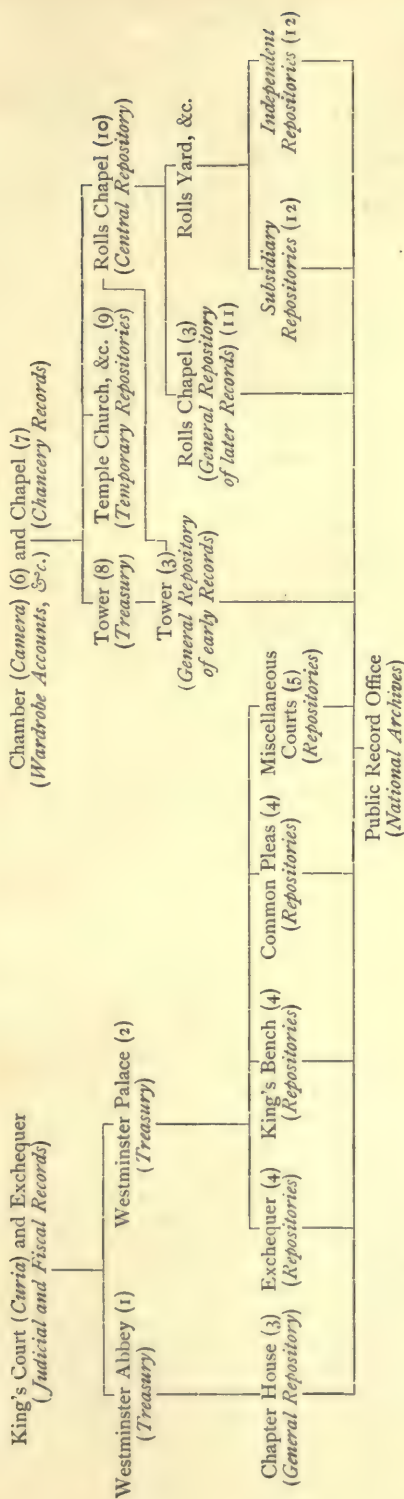 King's Court (Curia) and Exchequer
(Judicial and Fiscal Records)
Westminster Abbey (1)
(Treasury)
Westminster Palace (2)
(Treasury)
Chapter House (3)
(General Repository)
Exchequer (4)
(Repositories)
King's Bench (4)
(Repositories)
Common Pleas (4)
(Repositories)
Miscellaneous
Courts (5)
(Repositories)
Chamber (Camera) (6) and Chapel (7)
(Wardrobe Accounts, &c.) (Chancery Records)
Tower (8)
(Treasury)
Temple Church, &c. (9)
(Temporary Repositories)
Rolls Chapel (10)
(Central Repository)
Tower (3)
(General Repository
of early Records)
Rolls Chapel (3)
(General Repository
of later Records) (11)
Rolls Yard, &c.
Subsidiary
Repositories (12)
Independent
Repositories (12)
Public Record Office
(National Archives)